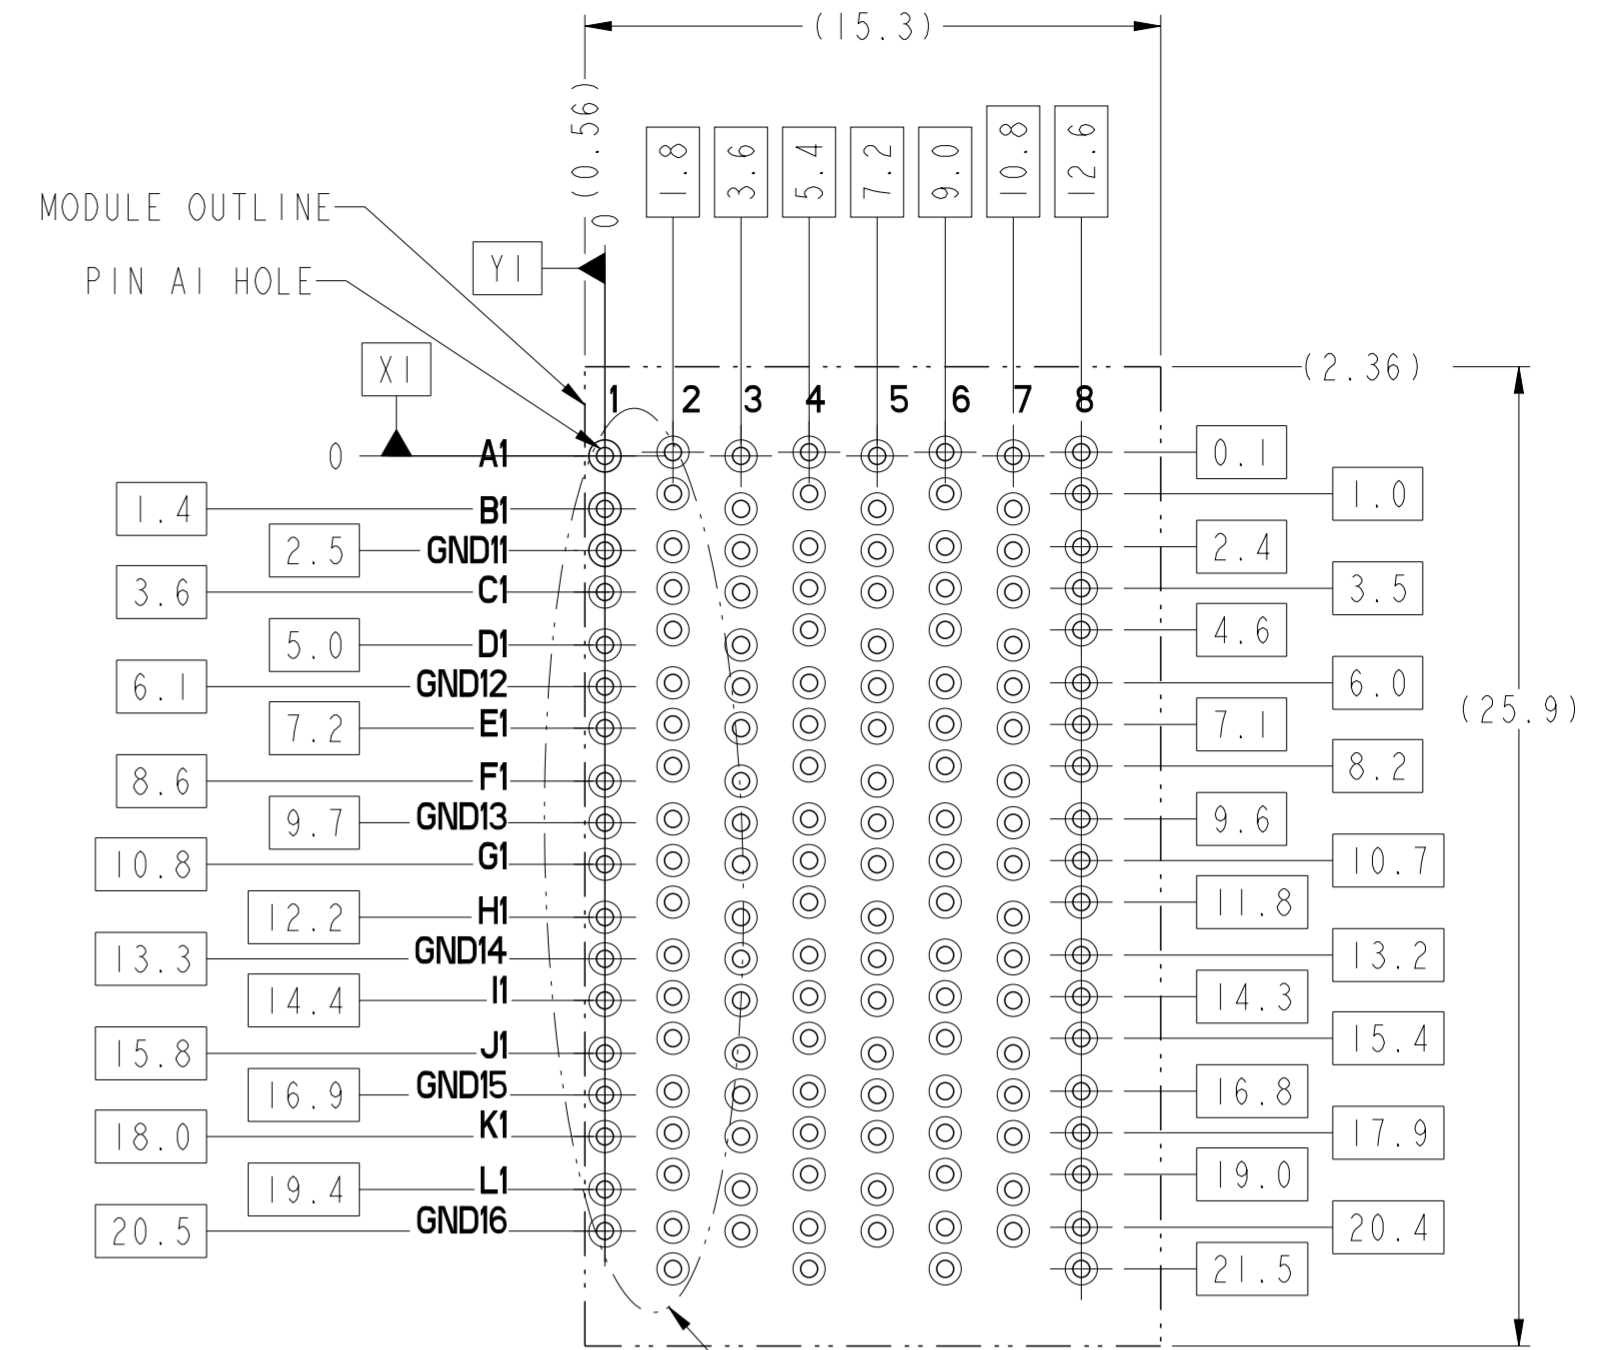 (15.3)
(0.56)
0
1.8
3.6
5.4
7.2
9.0
10.8
12.6
MODULE OUTLINE
PIN A1 HOLE
Y1
X1
(2.36)
1 2 3 4 5 6 7 8
0 A1
0.1
1.0
1.4 B1
2.5 GND11
2.4
3.6 C1
3.5
5.0 D1
4.6
6.1 GND12
6.0
(25.9)
7.2 E1
7.1
8.6 F1
8.2
9.7 GND13
9.6
10.8 G1
10.7
12.2 H1
11.8
13.3 GND14
13.2
14.4 I1
14.3
15.8 J1
15.4
16.9 GND15
16.8
18.0 K1
17.9
19.4 L1
19.0
20.5 GND16
20.4
21.5